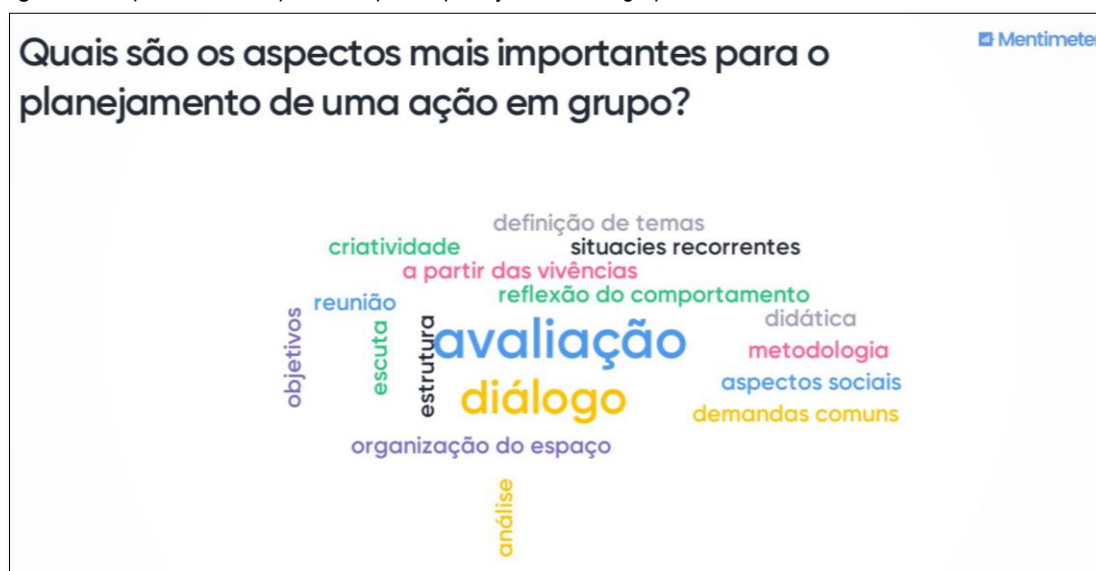 Quais são os aspectos mais importantes para o
planejamento de uma ação em grupo?
Mentimeter
definição de temas
criatividade
situacies recorrentes
a partir das vivências
reflexão do comportamento
reunião
didática
objetivos
escuta
estrutura
avaliação
metodologia
aspectos sociais
diálogo
demandas comuns
organização do espaço
análise